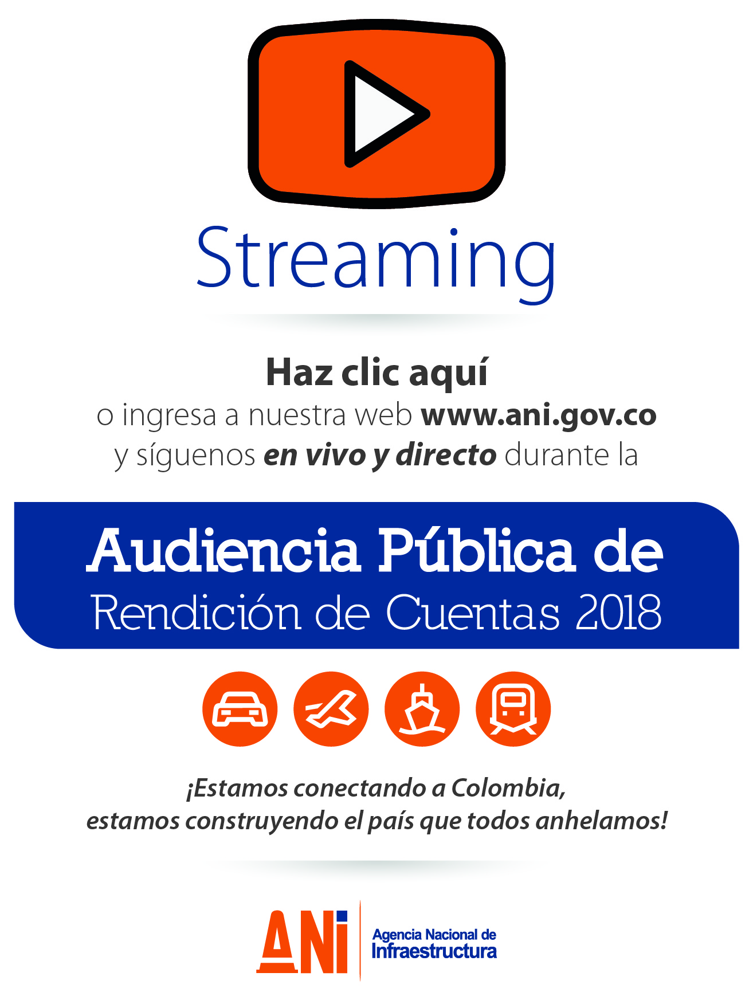 Streaming
Haz clic aquí
o ingresa a nuestra web www.ani.gov.co
y síguenos en vivo y directo durante la
Audiencia Pública de
Rendición de Cuentas 2018
¡Estamos conectando a Colombia,
estamos construyendo el país que todos anhelamos!
ANi
Agencia Nacional de
Infraestructura